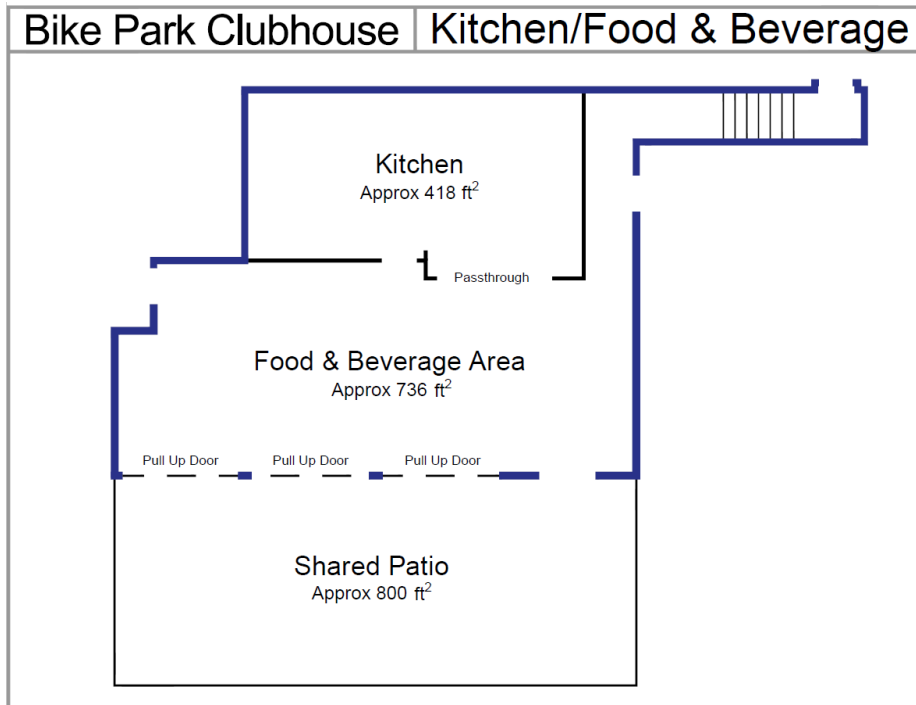 Bike Park Clubhouse
Kitchen/Food & Beverage
Kitchen
Approx 418 ft²
Passthrough
Food & Beverage Area
Approx 736 ft²
Pull Up Door
Pull Up Door
Pull Up Door
Shared Patio
Approx 800 ft²